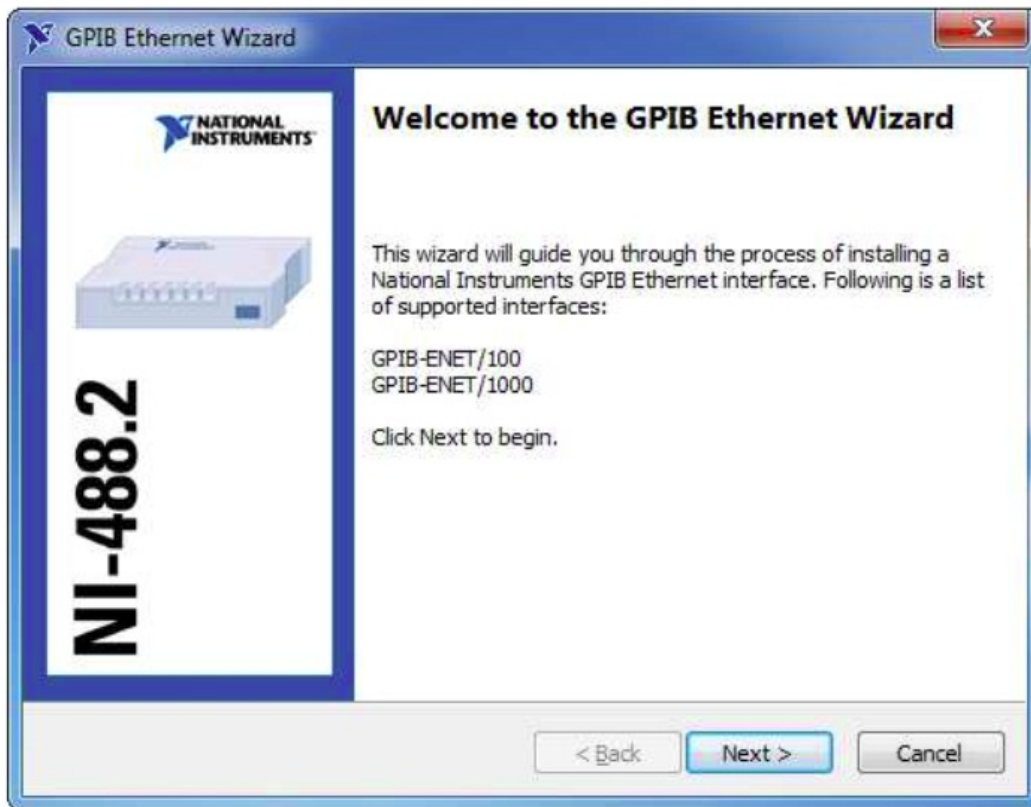 GPIB Ethernet Wizard
NATIONAL
INSTRUMENTS
NI-488.2
Welcome to the GPIB Ethernet Wizard
This wizard will guide you through the process of installing a
National Instruments GPIB Ethernet interface. Following is a list
of supported interfaces:
GPIB-ENET/100
GPIB-ENET/1000
Click Next to begin.
< Back
Next >
Cancel